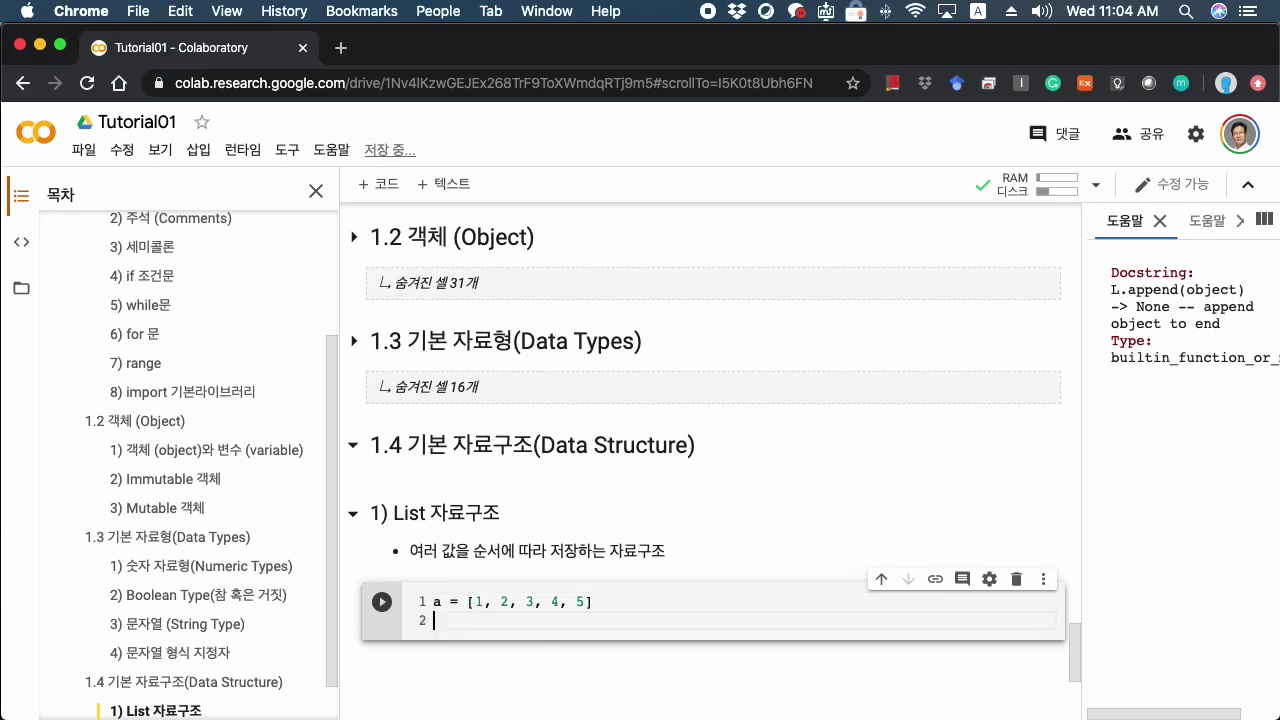 Chrome File Edit View History Bookmarks People Tab Window Help A Wed 11:04 AM
Tutorial01 - Colaboratory
colab.research.google.com/drive/1Nv4lKzwGEJEx268TrF9ToXWmdqRTj9m5#scrollTo=I5K0t8Ubh6FN
Tutorial01
댓글 공유
파일 수정 보기 삽입 런타임 도구 도움말 저장 중...
목차
+ 코드 + 텍스트
RAM
디스크
수정 가능
2) 주석 (Comments)
3) 세미콜론
4) if 조건문
5) while문
6) for 문
7) range
8) import 기본라이브러리
1.2 객체 (Object)
1) 객체 (object)와 변수 (variable)
2) Immutable 객체
3) Mutable 객체
1.3 기본 자료형(Data Types)
1) 숫자 자료형(Numeric Types)
2) Boolean Type(참 혹은 거짓)
3) 문자열 (String Type)
4) 문자열 형식 지정자
1.4 기본 자료구조(Data Structure)
1) List 자료구조
1.2 객체 (Object)
숨겨진 셀 31개
1.3 기본 자료형(Data Types)
숨겨진 셀 16개
1.4 기본 자료구조(Data Structure)
1) List 자료구조
• 여러 값을 순서에 따라 저장하는 자료구조
1 a = [1, 2, 3, 4, 5]
2
도움말 도움말
Docstring:
L.append(object)
-> None -- append
object to end
Type:
builtin_function_or_